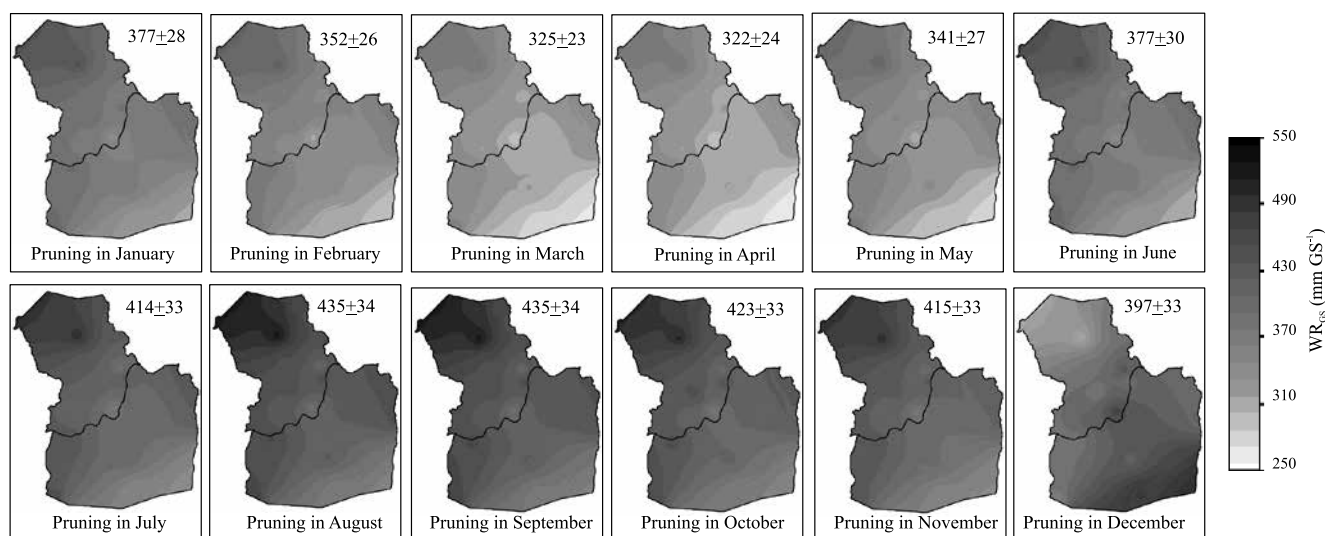 377±28
Pruning in January
352±26
Pruning in February
325±23
Pruning in March
322±24
Pruning in April
341±27
Pruning in May
377±30
Pruning in June
414±33
Pruning in July
435±34
Pruning in August
435±34
Pruning in September
423±33
Pruning in October
415±33
Pruning in November
397±33
Pruning in December
550
490
430
370
310
250
WR_GS (mm GS⁻¹)